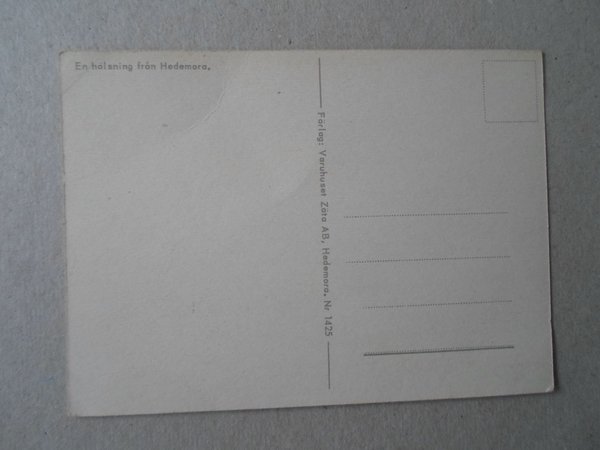 En hälsning från Hedemora.
Förlag: Varuhuset Zäta AB, Hedemora. Nr 1425